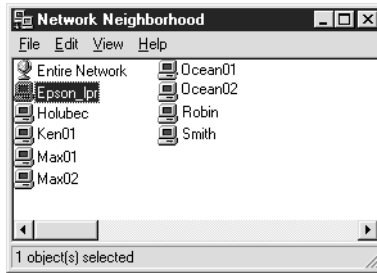 Network Neighborhood
File Edit View Help
Entire Network
Epson_lpr
Holubec
Ken01
Max01
Max02
Ocean01
Ocean02
Robin
Smith
1 object(s) selected